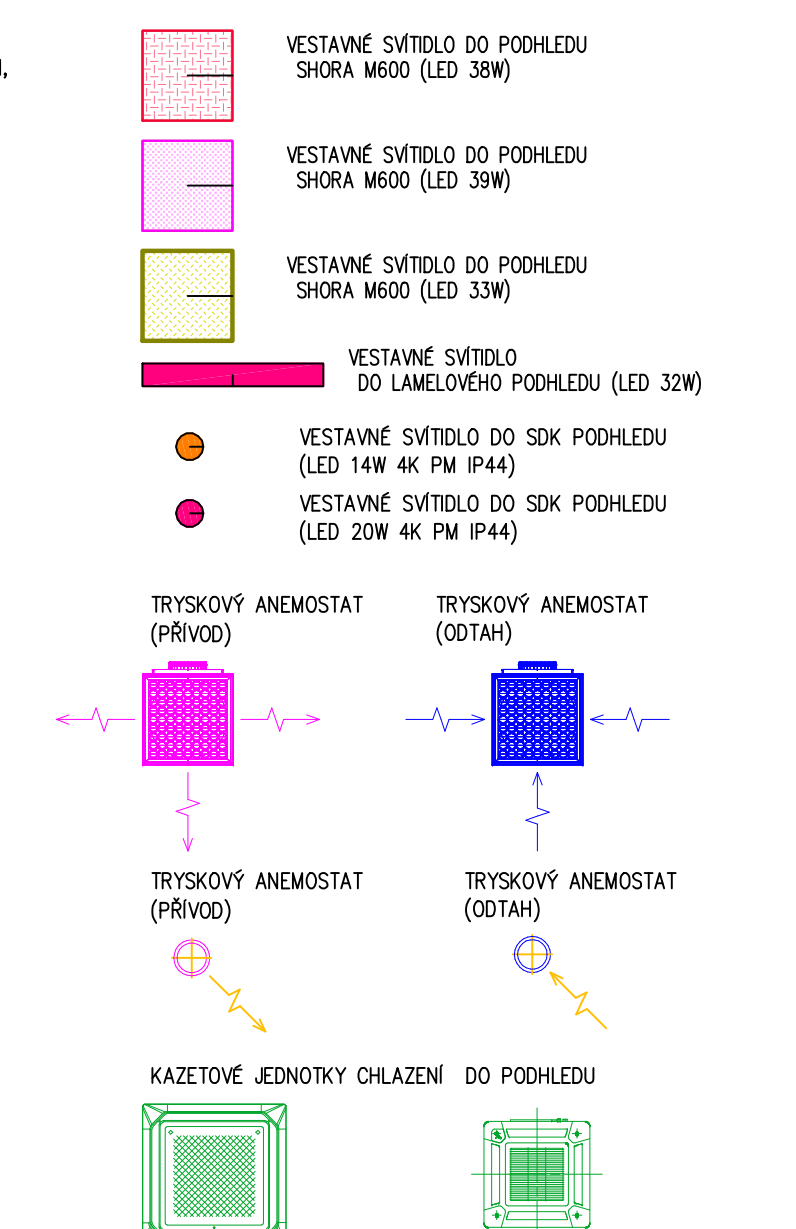 VESTAVNÉ SVÍTIDLO DO PODHLEDU
SHORA M600 (LED 38W)
VESTAVNÉ SVÍTIDLO DO PODHLEDU
SHORA M600 (LED 39W)
VESTAVNÉ SVÍTIDLO DO PODHLEDU
SHORA M600 (LED 33W)
VESTAVNÉ SVÍTIDLO
DO LAMELOVÉHO PODHLEDU (LED 32W)
VESTAVNÉ SVÍTIDLO DO SDK PODHLEDU
(LED 14W 4K PM IP44)
VESTAVNÉ SVÍTIDLO DO SDK PODHLEDU
(LED 20W 4K PM IP44)
TRYSKOVÝ ANEMOSTAT
(PŘÍVOD)
TRYSKOVÝ ANEMOSTAT
(ODTAH)
TRYSKOVÝ ANEMOSTAT
(PŘÍVOD)
TRYSKOVÝ ANEMOSTAT
(ODTAH)
KAZETOVÉ JEDNOTKY CHLAZENÍ DO PODHLEDU